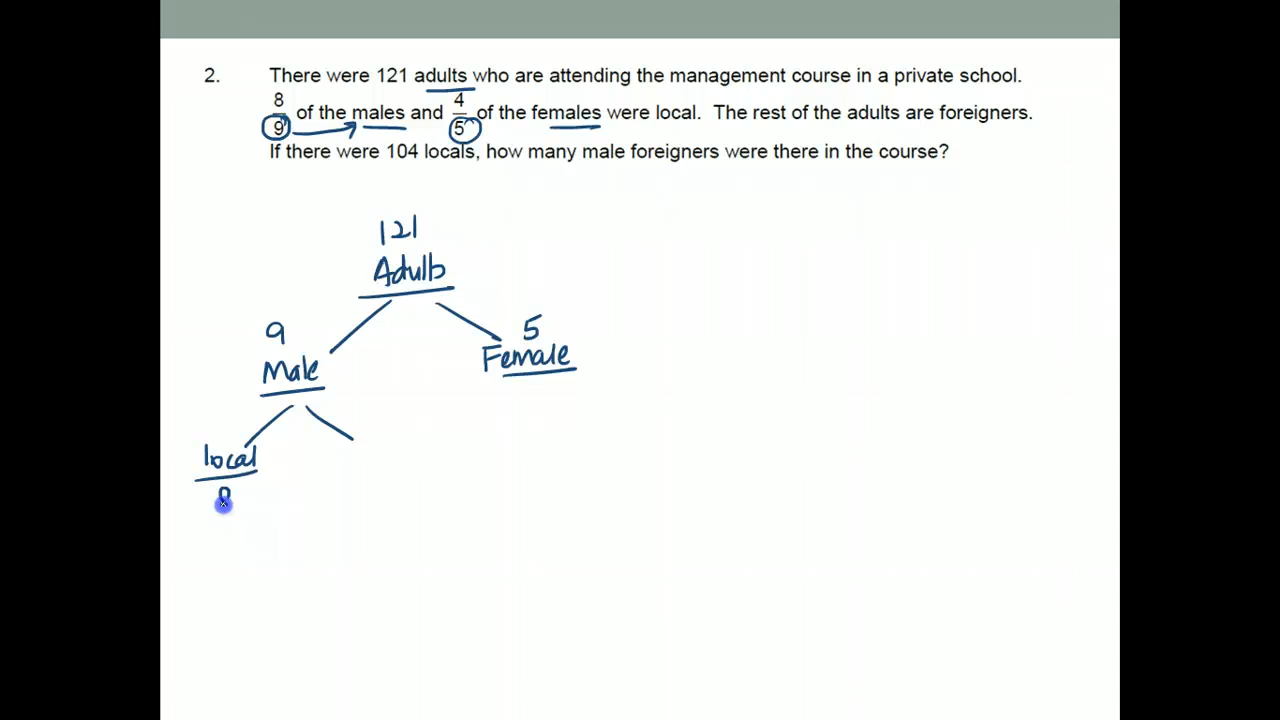 2. There were 121 adults who are attending the management course in a private school.
8/9 of the males and 4/5 of the females were local. The rest of the adults are foreigners.
If there were 104 locals, how many male foreigners were there in the course?
121
Adults
9 5
Male Female
local
8